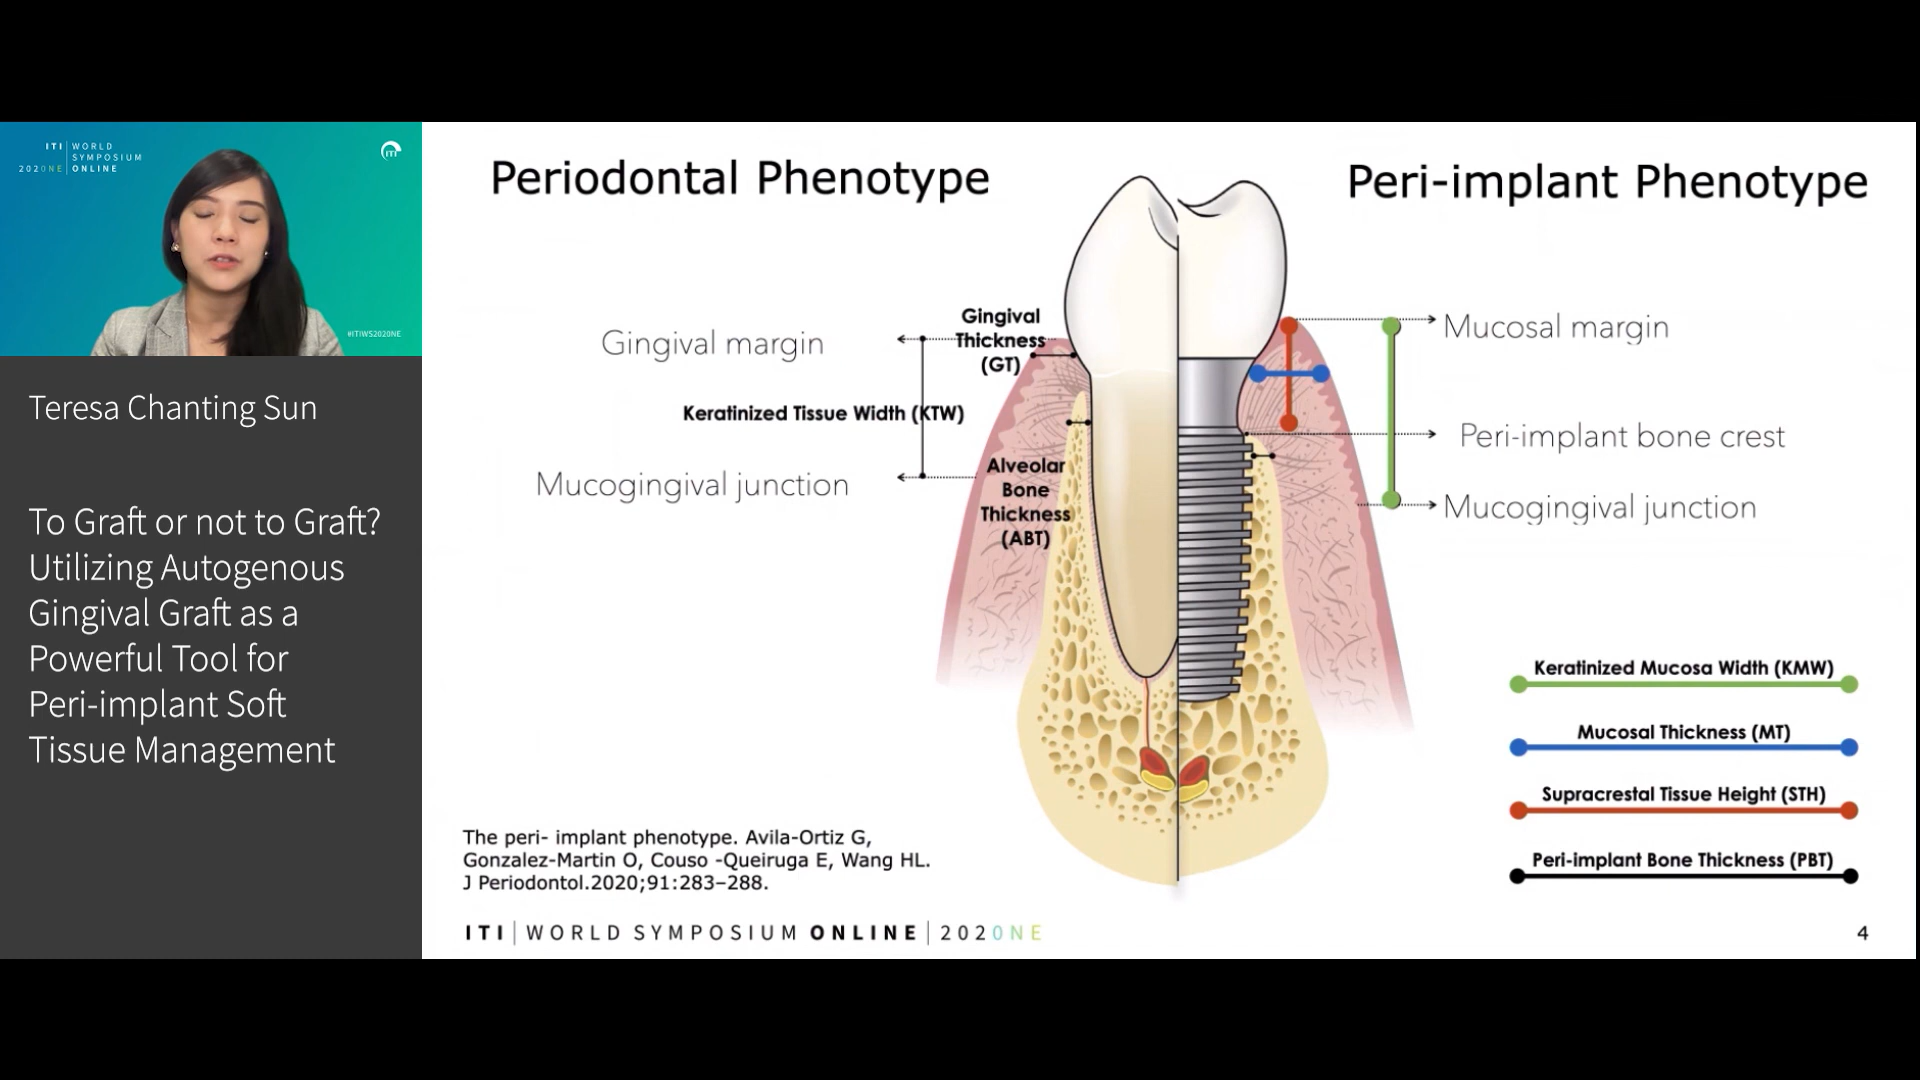 ITI WORLD
SYMPOSIUM
2020NE ONLINE
ITI
#ITIWS2020NE
Teresa Chanting Sun
To Graft or not to Graft?
Utilizing Autogenous
Gingival Graft as a
Powerful Tool for
Peri-implant Soft
Tissue Management
Periodontal Phenotype
Peri-implant Phenotype
Gingival margin
Gingival
Thickness
(GT)
Keratinized Tissue Width (KTW)
Mucogingival junction
Alveolar
Bone
Thickness
(ABT)
Mucosal margin
Peri-implant bone crest
Mucogingival junction
Keratinized Mucosa Width (KMW)
Mucosal Thickness (MT)
Supracrestal Tissue Height (STH)
Peri-implant Bone Thickness (PBT)
The peri- implant phenotype. Avila-Ortiz G,
Gonzalez-Martin O, Couso -Queiruga E, Wang HL.
J Periodontol.2020;91:283–288.
ITI WORLD SYMPOSIUM ONLINE 2020NE
4